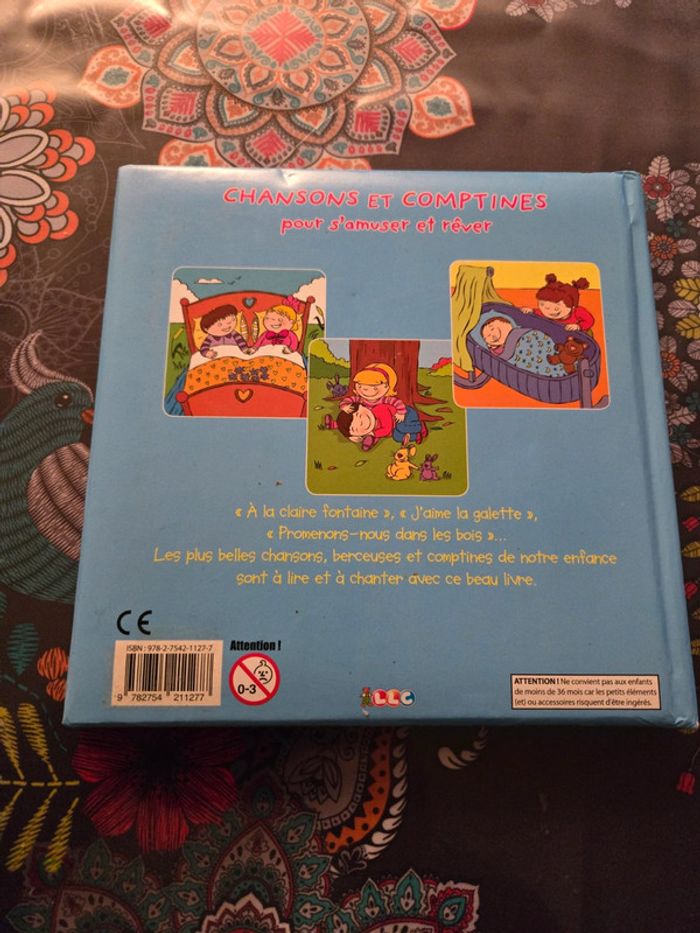 CHANSONS ET COMPTINES
pour s'amuser et rêver
« À la claire fontaine », « J'aime la galette »,
« Promenons-nous dans les bois »...
Les plus belles chansons, berceuses et comptines de notre enfance
sont à lire et à chanter avec ce beau livre.
CE
ISBN : 978-2-7542-1127-7
9 782754 211277
Attention !
0-3
LLC
ATTENTION ! Ne convient pas aux enfants
de moins de 36 mois car les petits éléments
(et) ou accessoires risquent d'être ingérés.